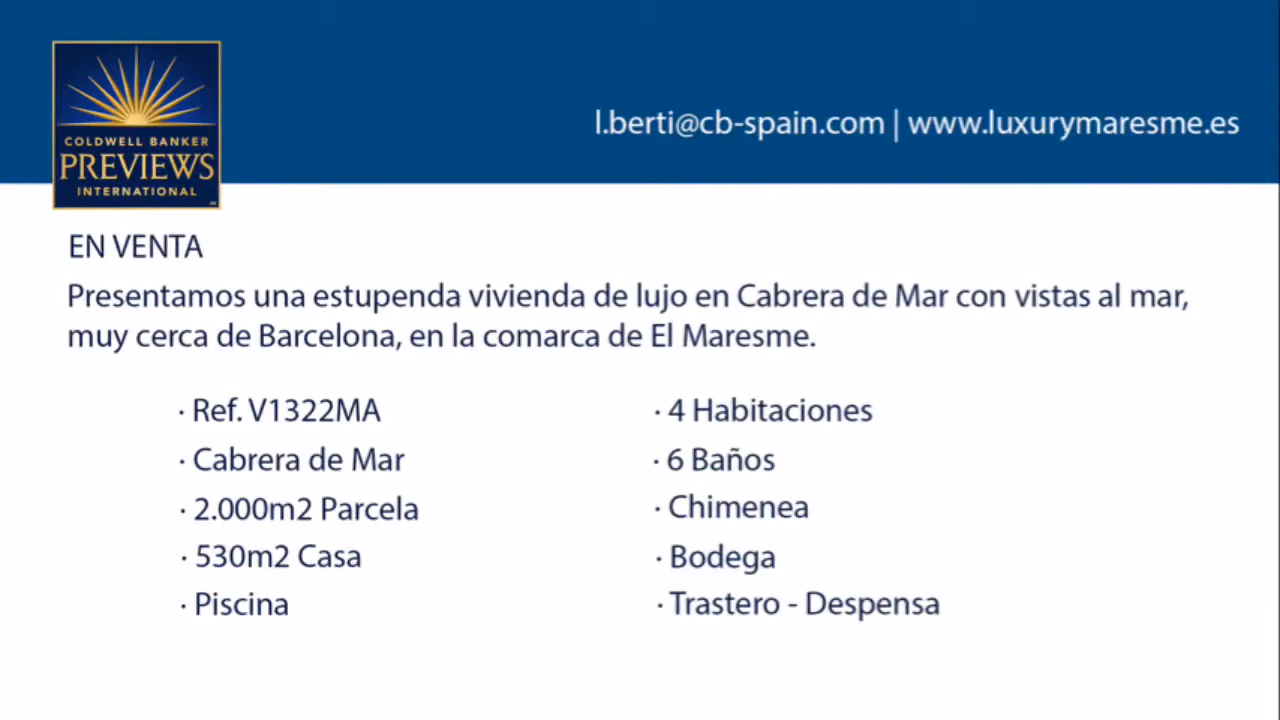 COLDWELL BANKER
PREVIEWS
INTERNATIONAL
l.berti@cb-spain.com | www.luxurymaresme.es
EN VENTA
Presentamos una estupenda vivienda de lujo en Cabrera de Mar con vistas al mar,
muy cerca de Barcelona, en la comarca de El Maresme.
· Ref. V1322MA
· Cabrera de Mar
· 2.000m2 Parcela
· 530m2 Casa
· Piscina
· 4 Habitaciones
· 6 Baños
· Chimenea
· Bodega
· Trastero - Despensa